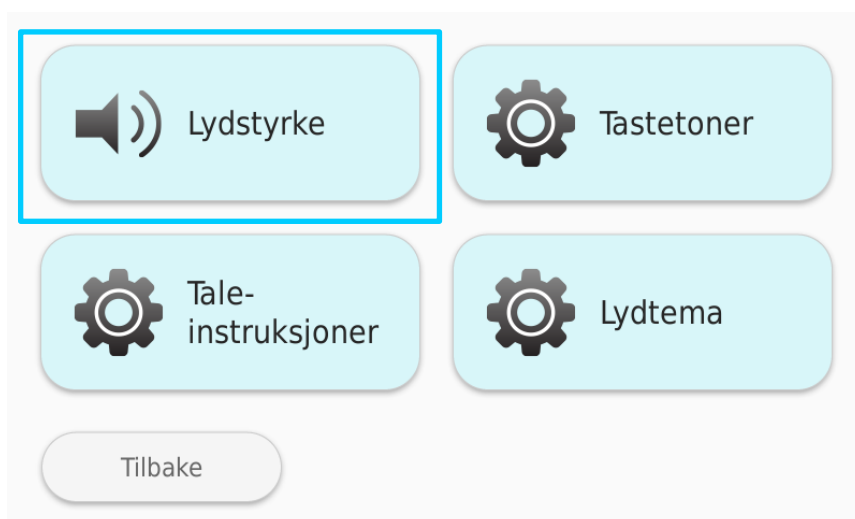 Lydstyrke
Tastetoner
Tale-
instruksjoner
Lydtema
Tilbake